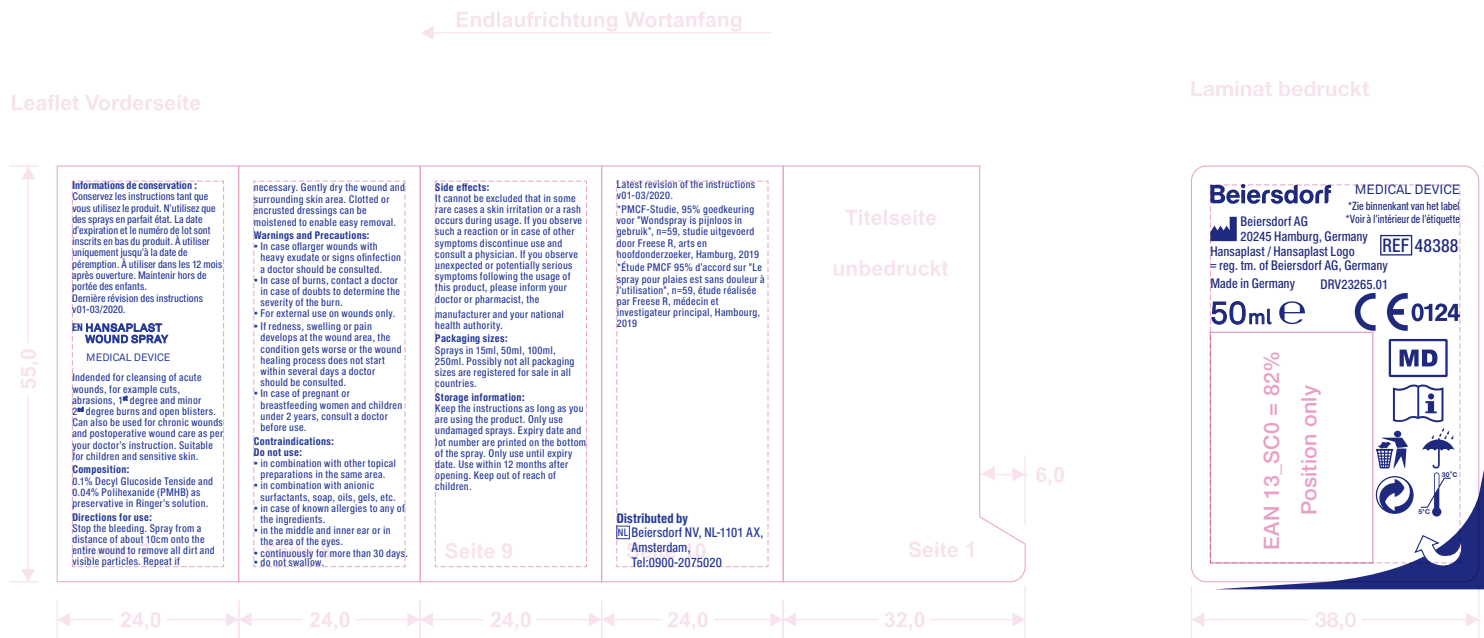 Endlaufrichtung Wortanfang
Leaflet Vorderseite
Laminat bedruckt
55,0
Informations de conservation :
Conservez les instructions tant que
vous utilisez le produit. N'utilisez que
des sprays en parfait état. La date
d'expiration et le numéro de lot sont
inscrits en bas du produit. À utiliser
uniquement jusqu'à la date de
péremption. À utiliser dans les 12 mois
après ouverture. Maintenir hors de
portée des enfants.
Dernière révision des instructions
v01-03/2020.
EN HANSAPLAST
WOUND SPRAY
MEDICAL DEVICE
Indended for cleansing of acute
wounds, for example cuts,
abrasions, 1st degree and minor
2nd degree burns and open blisters.
Can also be used for chronic wounds
and postoperative wound care as per
your doctor's instruction. Suitable
for children and sensitive skin.
Composition:
0.1% Decyl Glucoside Tenside and
0.04% Polihexanide (PMHB) as
preservative in Ringer's solution.
Directions for use:
Stop the bleeding. Spray from a
distance of about 10cm onto the
entire wound to remove all dirt and
visible particles. Repeat if
necessary. Gently dry the wound and
surrounding skin area. Clotted or
encrusted dressings can be
moistened to enable easy removal.
Warnings and Precautions:
• In case oflarger wounds with
heavy exudate or signs ofinfection
a doctor should be consulted.
• In case of burns, contact a doctor
in case of doubts to determine the
severity of the burn.
• For external use on wounds only.
• If redness, swelling or pain
develops at the wound area, the
condition gets worse or the wound
healing process does not start
within several days a doctor
should be consulted.
• In case of pregnant or
breastfeeding women and children
under 2 years, consult a doctor
before use.
Contraindications:
Do not use:
• in combination with other topical
preparations in the same area.
• in combination with anionic
surfactants, soap, oils, gels, etc.
• in case of known allergies to any of
the ingredients.
• in the middle and inner ear or in
the area of the eyes.
• continuously for more than 30 days.
• do not swallow.
Side effects:
It cannot be excluded that in some
rare cases a skin irritation or a rash
occurs during usage. If you observe
such a reaction or in case of other
symptoms discontinue use and
consult a physician. If you observe
unexpected or potentially serious
symptoms following the usage of
this product, please inform your
doctor or pharmacist, the
manufacturer and your national
health authority.
Packaging sizes:
Sprays in 15ml, 50ml, 100ml,
250ml. Possibly not all packaging
sizes are registered for sale in all
countries.
Storage information:
Keep the instructions as long as you
are using the product. Only use
undamaged sprays. Expiry date and
lot number are printed on the bottom
of the spray. Only use until expiry
date. Use within 12 months after
opening. Keep out of reach of
children.
Seite 9
Latest revision of the instructions
v01-03/2020.
*PMCF-Studie, 95% goedkeuring
voor "Wondspray is pijnloos in
gebruik", n=59, studie uitgevoerd
door Freese R, arts en
hoofdonderzoeker, Hamburg, 2019
*Étude PMCF 95% d'accord sur "Le
spray pour plaies est sans douleur à
l'utilisation", n=59, étude réalisée
par Freese R, médecin et
investigateur principal, Hambourg,
2019
Distributed by
NL Beiersdorf NV, NL-1101 AX,
Amsterdam,
Tel:0900-2075020
Titelseite
unbedruckt
Seite 1
6,0
24,0
24,0
24,0
24,0
32,0
Beiersdorf
MEDICAL DEVICE
*Zie binnenkant van het label
*Voir à l'intérieur de l'étiquette
Beiersdorf AG
20245 Hamburg, Germany
REF 48388
Hansaplast / Hansaplast Logo
= reg. tm. of Beiersdorf AG, Germany
Made in Germany DRV23265.01
50ml ℮ CE 0124
EAN 13_SC0 = 82%
Position only
MD
i
30°C
5°C
38,0